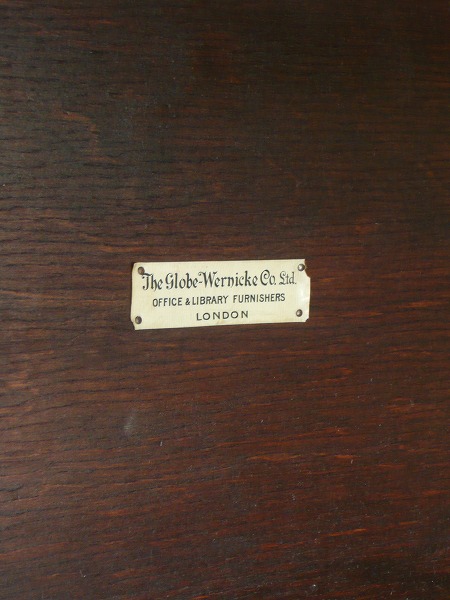 The Globe-Wernicke Co. Ltd.
OFFICE & LIBRARY FURNISHERS
LONDON